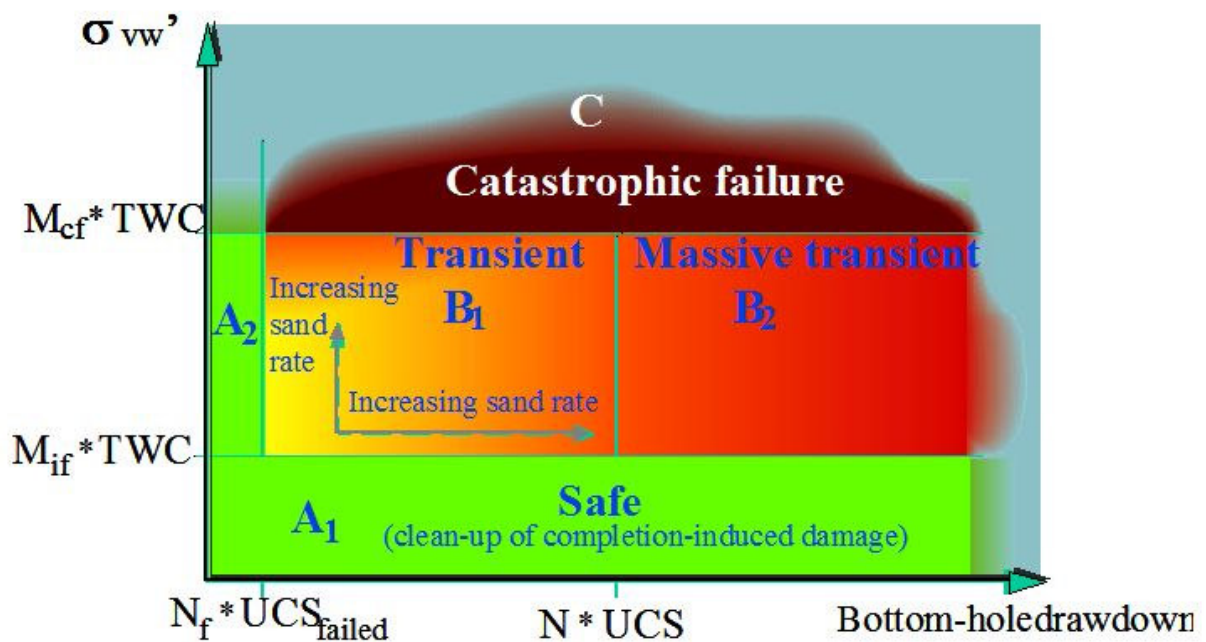 σ vw’
C
Catastrophic failure
Mcf* TWC
Transient
Massive transient
Increasing
sand
rate
A2
B1
B2
Increasing sand rate
Mif*TWC
Safe
A1
(clean-up of completion-induced damage)
Nf*UCSfailed
N*UCS
Bottom-holedrawdown